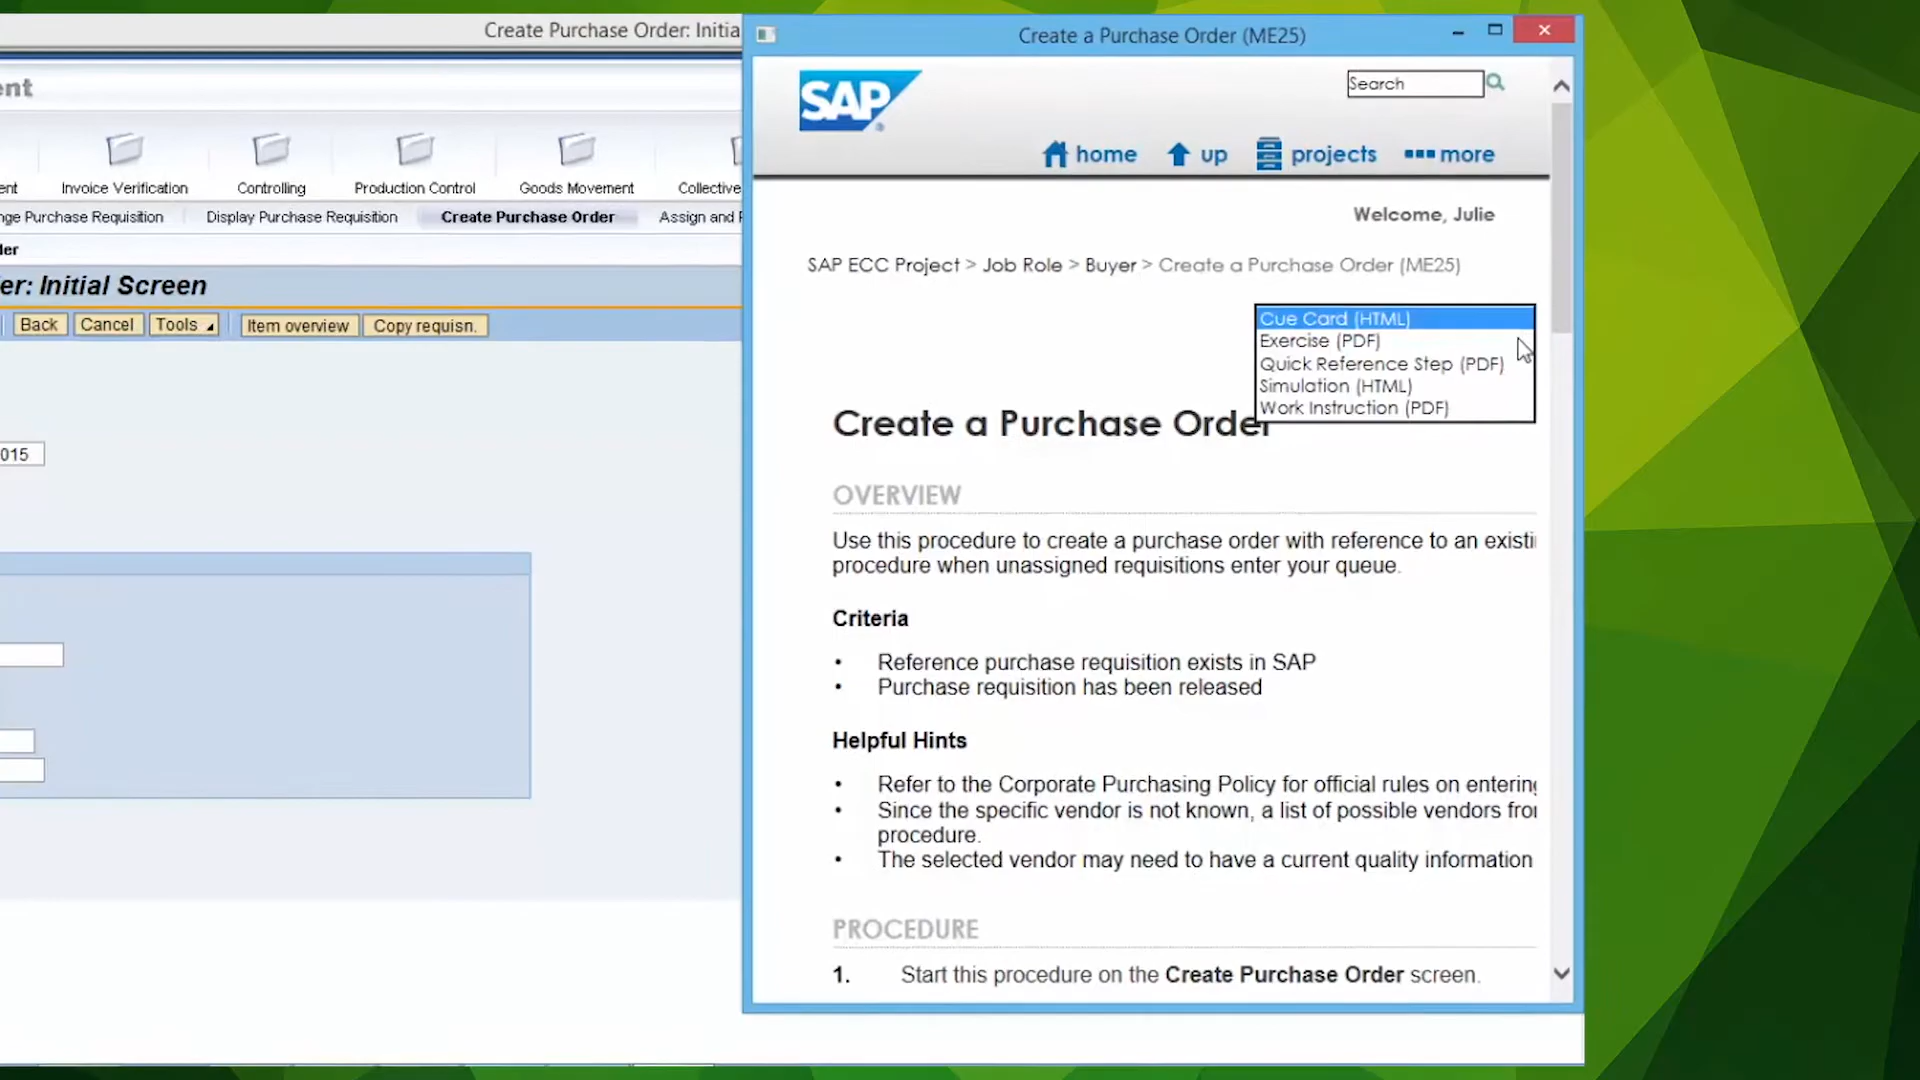 Create Purchase Order: Initia
ent
ent
Invoice Verification
Controlling
Production Control
Goods Movement
Collective
nge Purchase Requisition
Display Purchase Requisition
Create Purchase Order
Assign and P
der
er: Initial Screen
Back
Cancel
Tools
Item overview
Copy requisn.
015
Create a Purchase Order (ME25)
SAP
Search
home
up
projects
more
Welcome, Julie
SAP ECC Project > Job Role > Buyer > Create a Purchase Order (ME25)
Cue Card (HTML)
Exercise (PDF)
Quick Reference Step (PDF)
Simulation (HTML)
Work Instruction (PDF)
Create a Purchase Order
OVERVIEW
Use this procedure to create a purchase order with reference to an existi
procedure when unassigned requisitions enter your queue.
Criteria
• Reference purchase requisition exists in SAP
• Purchase requisition has been released
Helpful Hints
• Refer to the Corporate Purchasing Policy for official rules on entering
• Since the specific vendor is not known, a list of possible vendors from
procedure.
• The selected vendor may need to have a current quality information
PROCEDURE
1. Start this procedure on the Create Purchase Order screen.